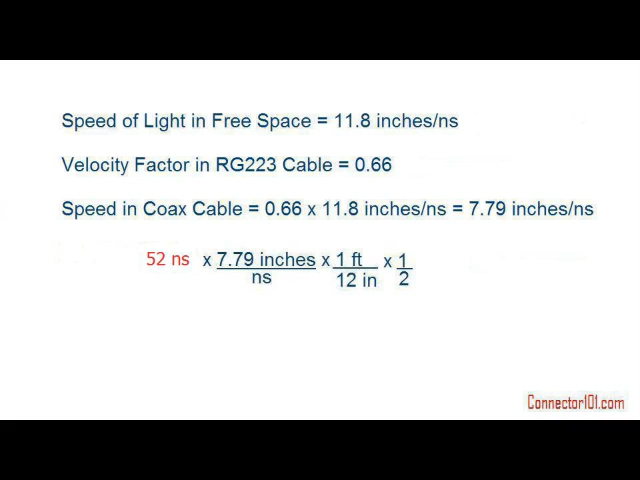 Speed of Light in Free Space = 11.8 inches/ns
Velocity Factor in RG223 Cable = 0.66
Speed in Coax Cable = 0.66 x 11.8 inches/ns = 7.79 inches/ns
52 ns x 7.79 inches x 1 ft x 1
ns 12 in 2
Connector101.com